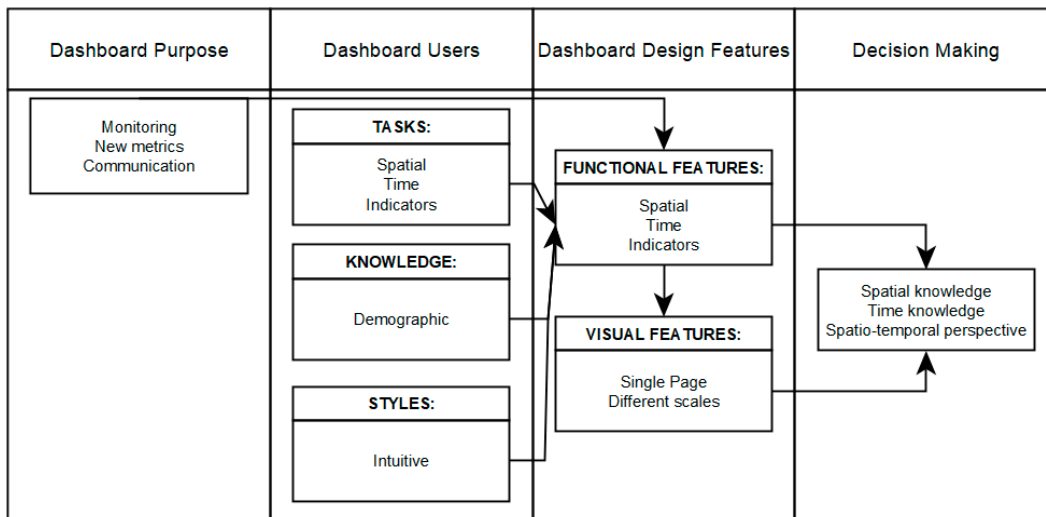 Dashboard Purpose
Dashboard Users
Dashboard Design Features
Decision Making
Monitoring
New metrics
Communication
TASKS:
Spatial
Time
Indicators
KNOWLEDGE:
Demographic
STYLES:
Intuitive
FUNCTIONAL FEATURES:
Spatial
Time
Indicators
VISUAL FEATURES:
Single Page
Different scales
Spatial knowledge
Time knowledge
Spatio-temporal perspective